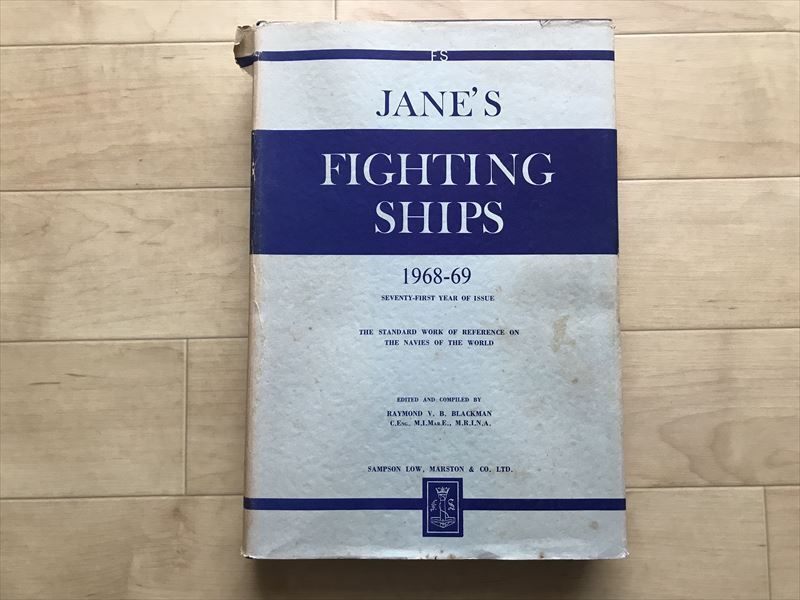 FS
JANE'S
FIGHTING
SHIPS
1968-69
SEVENTY-FIRST YEAR OF ISSUE
THE STANDARD WORK OF REFERENCE ON
THE NAVIES OF THE WORLD
EDITED AND COMPILED BY
RAYMOND V. B. BLACKMAN
C.ENG., M.I.MAR.E., M.R.I.N.A.
SAMPSON LOW, MARSTON & CO. LTD.